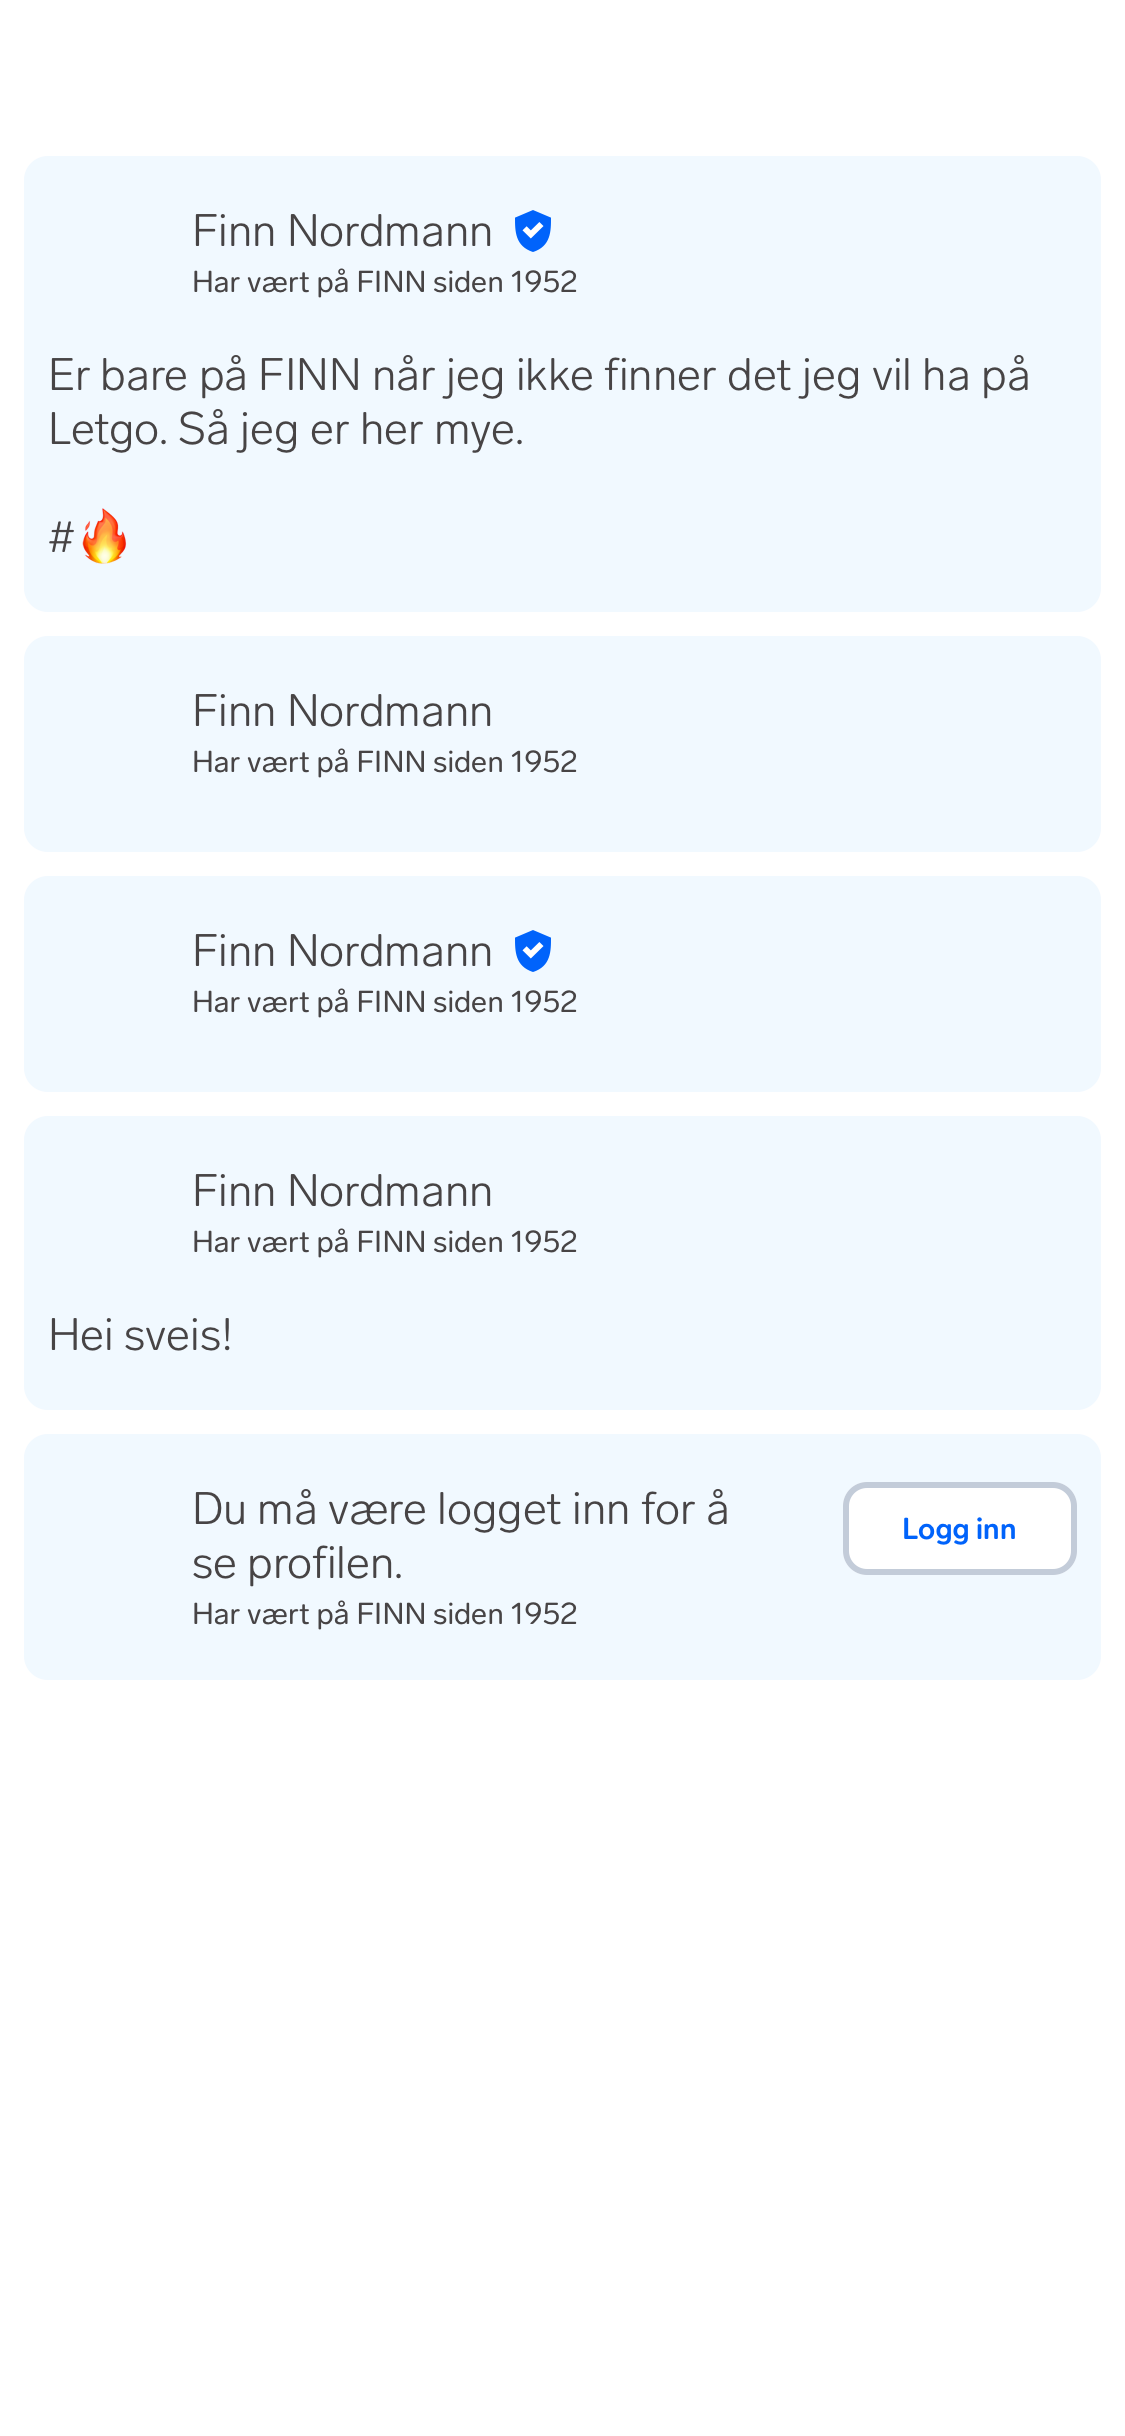 Finn Nordmann
Har vært på FINN siden 1952
Er bare på FINN når jeg ikke finner det jeg vil ha på
Letgo. Så jeg er her mye.
#🔥
Finn Nordmann
Har vært på FINN siden 1952
Finn Nordmann
Har vært på FINN siden 1952
Finn Nordmann
Har vært på FINN siden 1952
Hei sveis!
Du må være logget inn for å
se profilen.
Har vært på FINN siden 1952
Logg inn